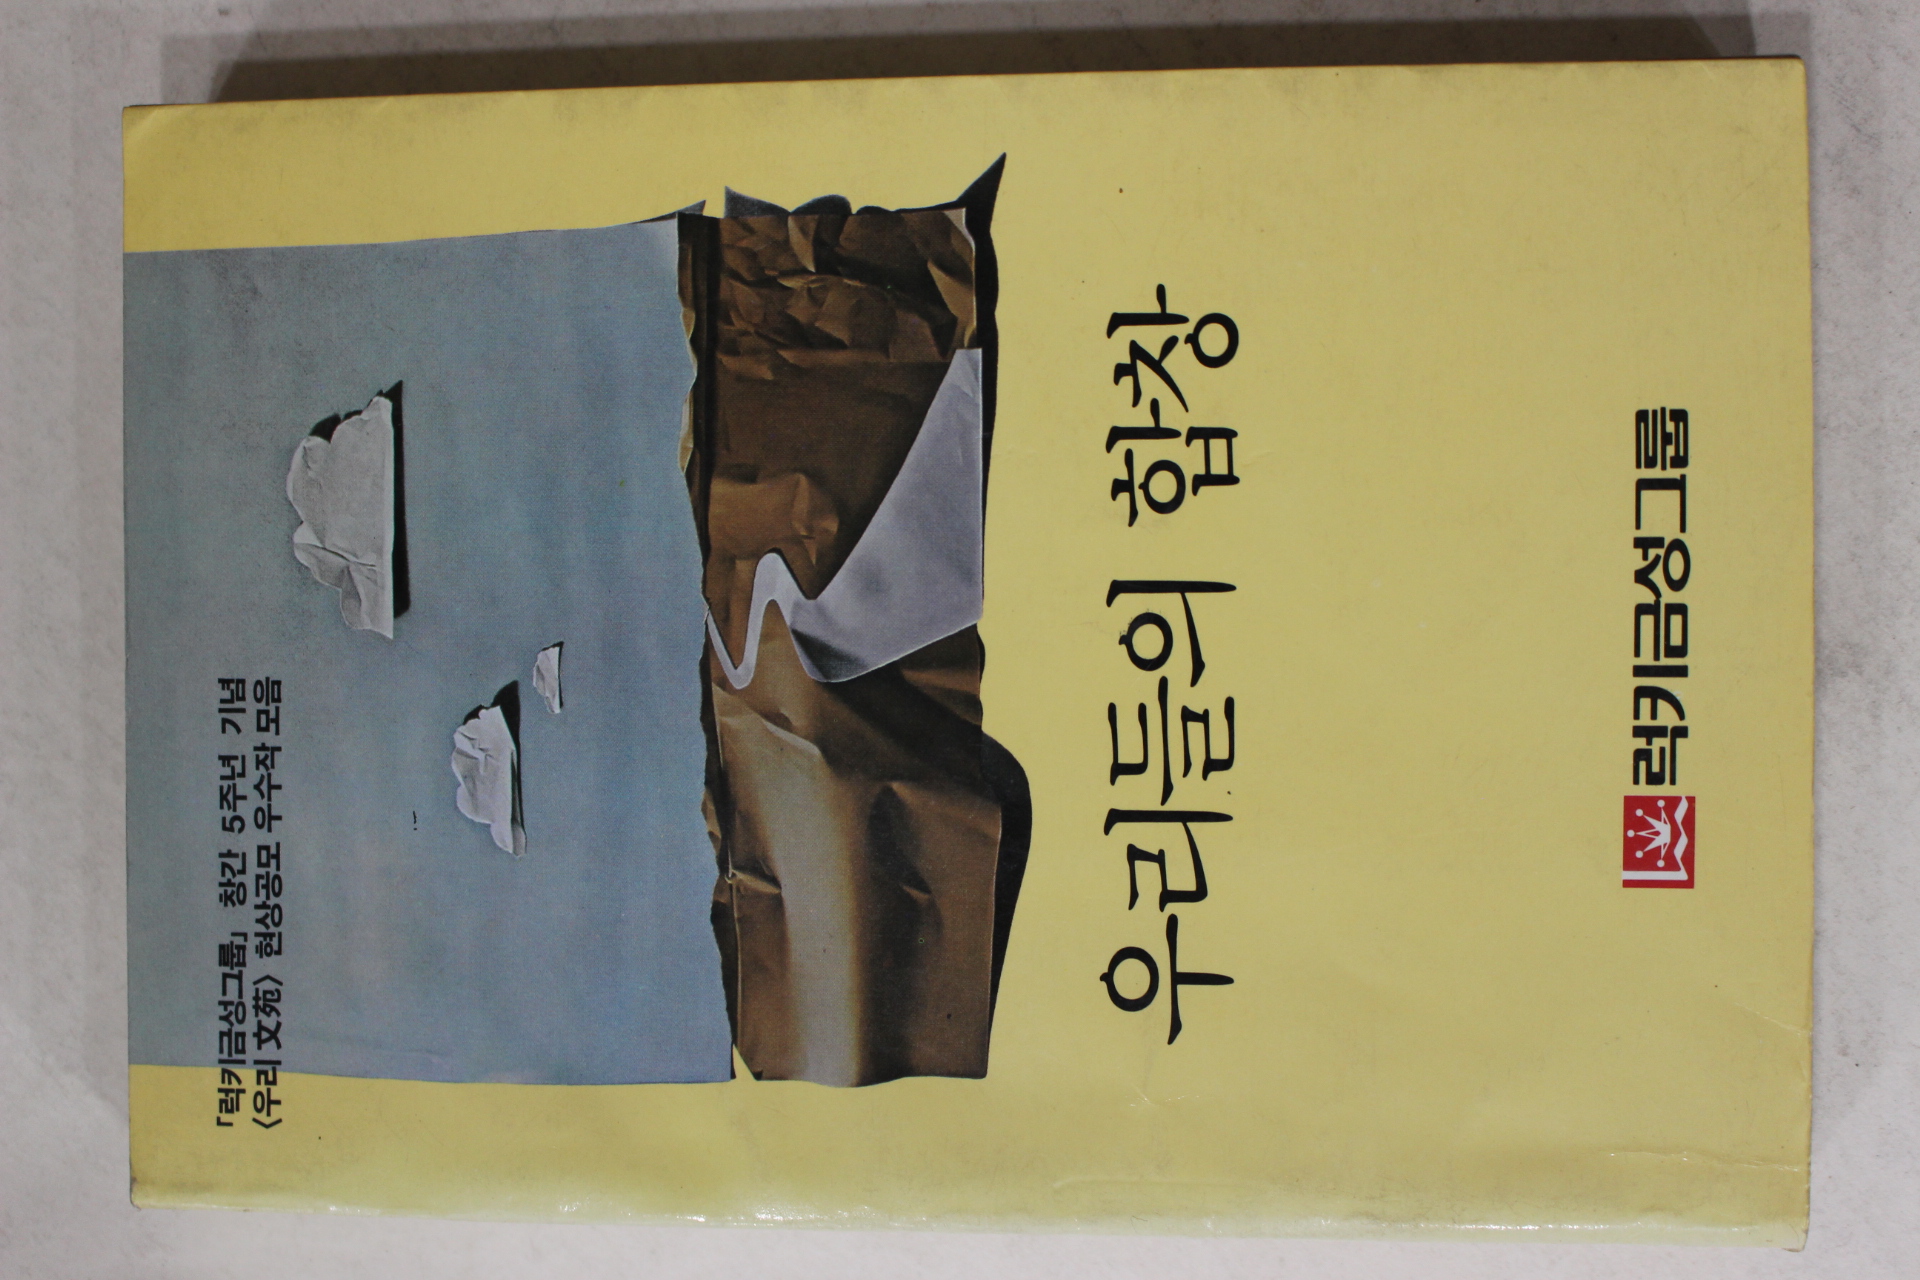 「럭키금성그룹」 창간 5주년 기념
〈우리 文苑〉 현상공모 우수작 모음
우리들의 합창
럭키금성그룹